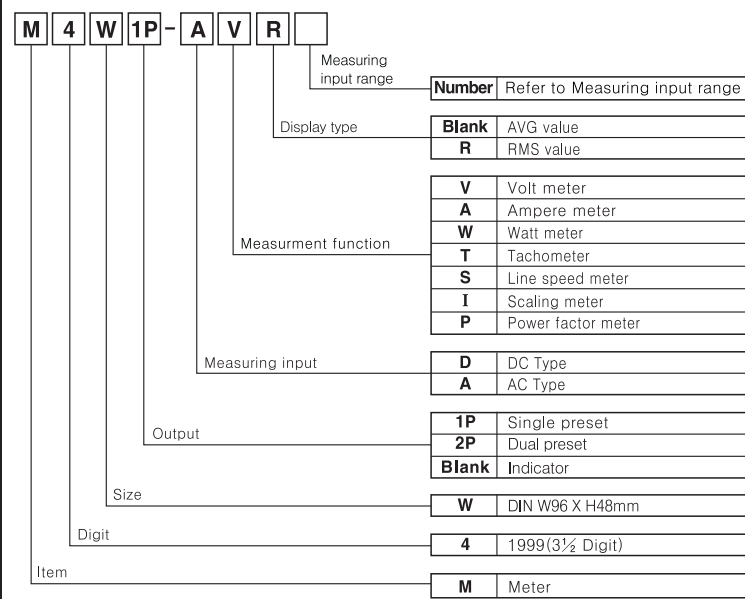 M 4 W 1P - A V R
Measuring
input range
Number Refer to Measuring input range
Display type
Blank AVG value
R RMS value
V Volt meter
A Ampere meter
W Watt meter
Measurment function
T Tachometer
S Line speed meter
I Scaling meter
P Power factor meter
Measuring input
D DC Type
A AC Type
1P Single preset
Output
2P Dual preset
Blank Indicator
Size
W DIN W96 X H48mm
Digit
4 1999(3½ Digit)
Item
M Meter